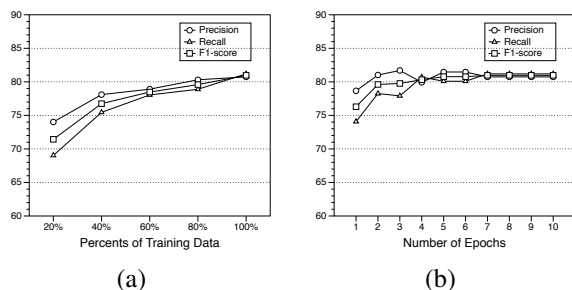 90
85
80
75
70
65
60
Precision
Recall
F1-score
20% 40% 60% 80% 100%
Percents of Training Data
(a)
90
85
80
75
70
65
60
Precision
Recall
F1-score
1 2 3 4 5 6 7 8 9 10
Number of Epochs
(b)